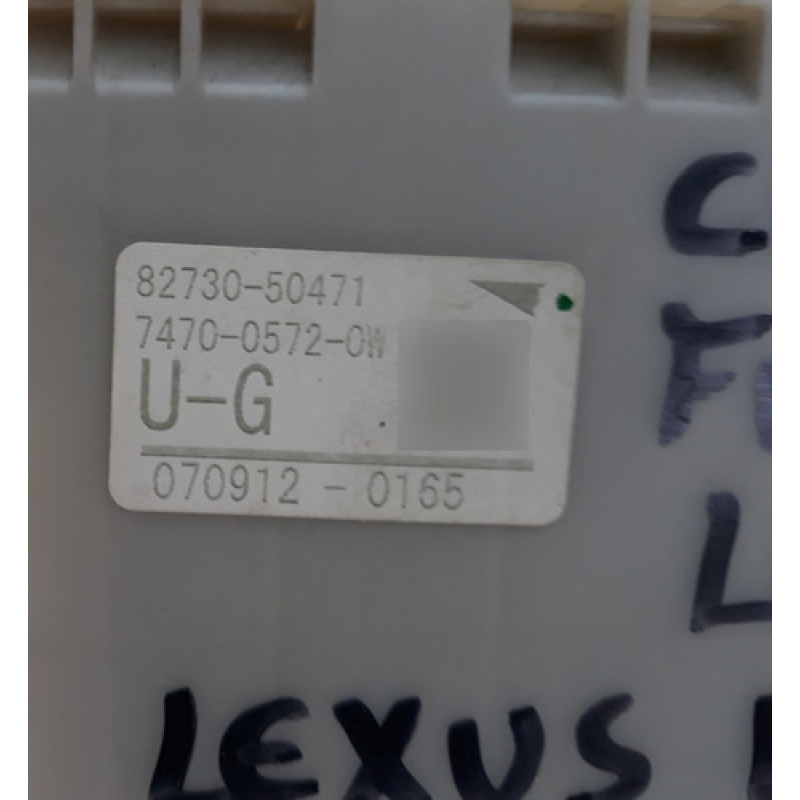 82730-50471
7470-0572-0W
U-G
070912 - 0165
LEXUS